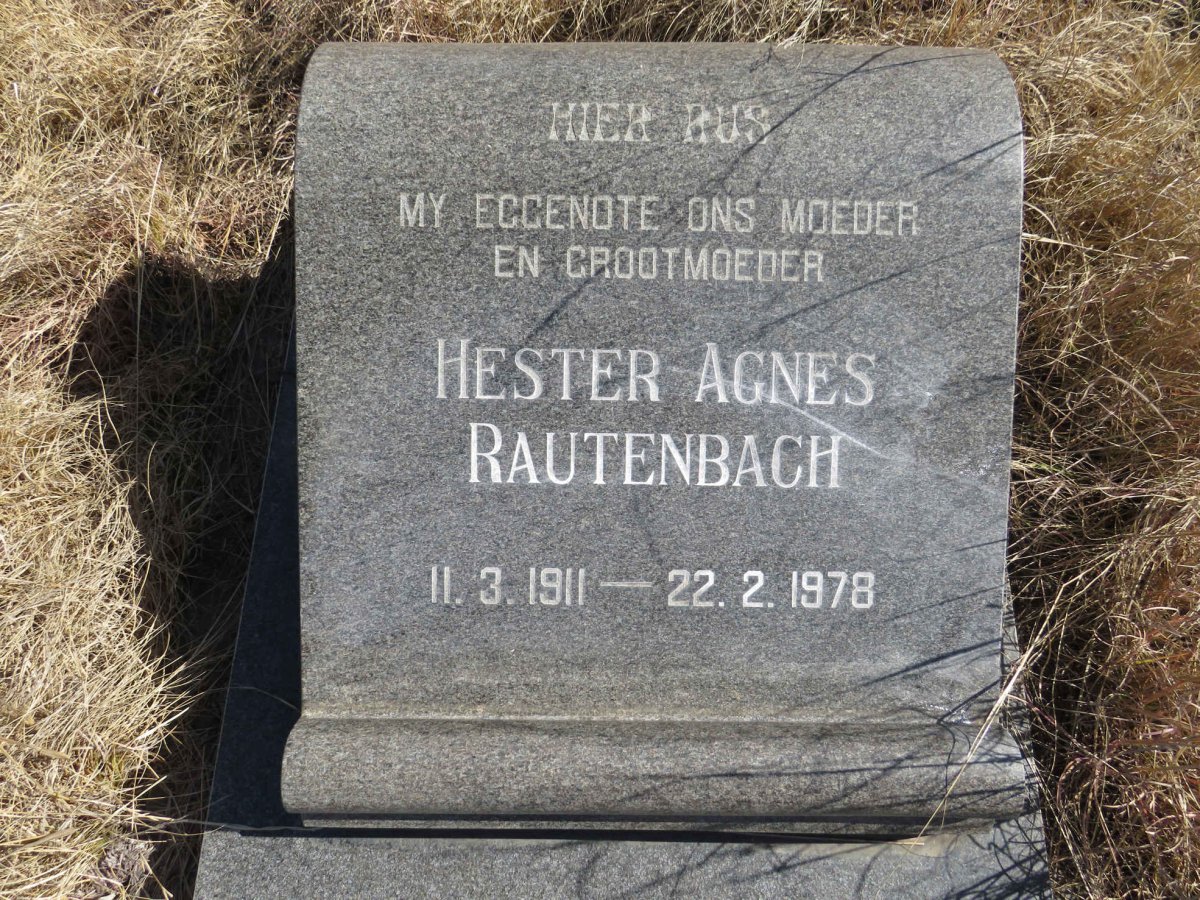 HIER RUS
MY EGGENOTE ONS MOEDER
EN GROOTMOEDER
HESTER AGNES
RAUTENBACH
11. 3. 1911 — 22. 2. 1978